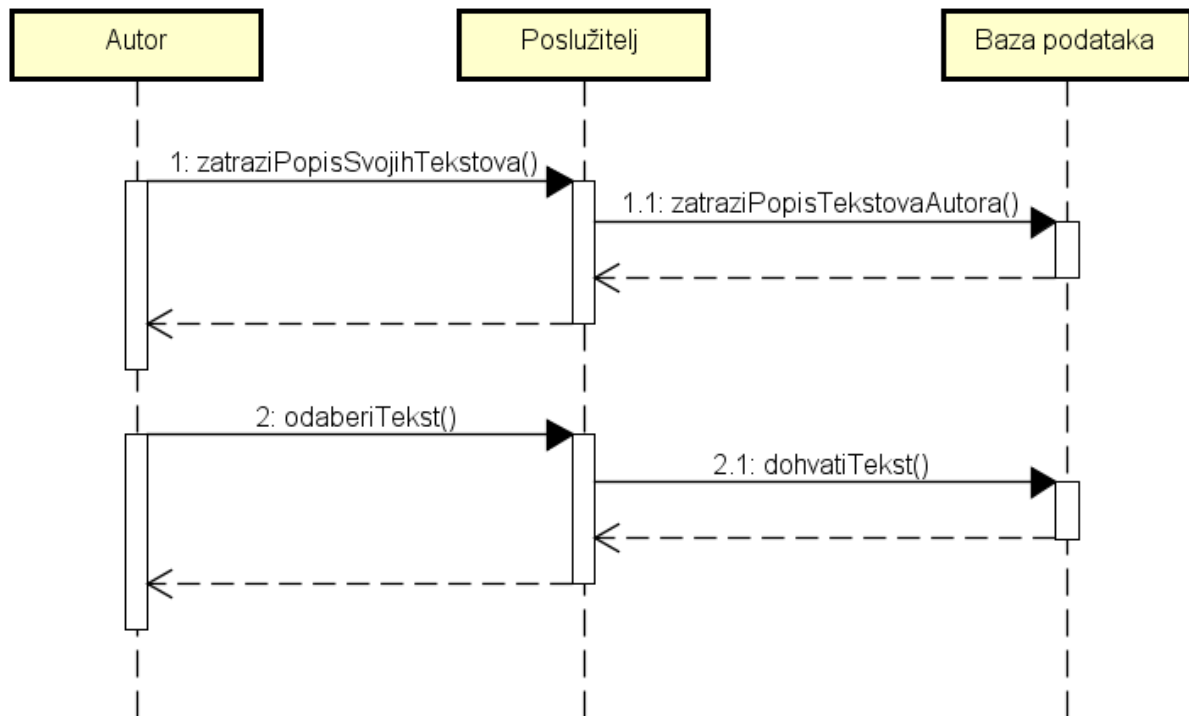 Autor
Poslužitelj
Baza podataka
1: zatraziPopisSvojihTekstova()
1.1: zatraziPopisTekstovaAutora()
2: odaberiTekst()
2.1: dohvatiTekst()